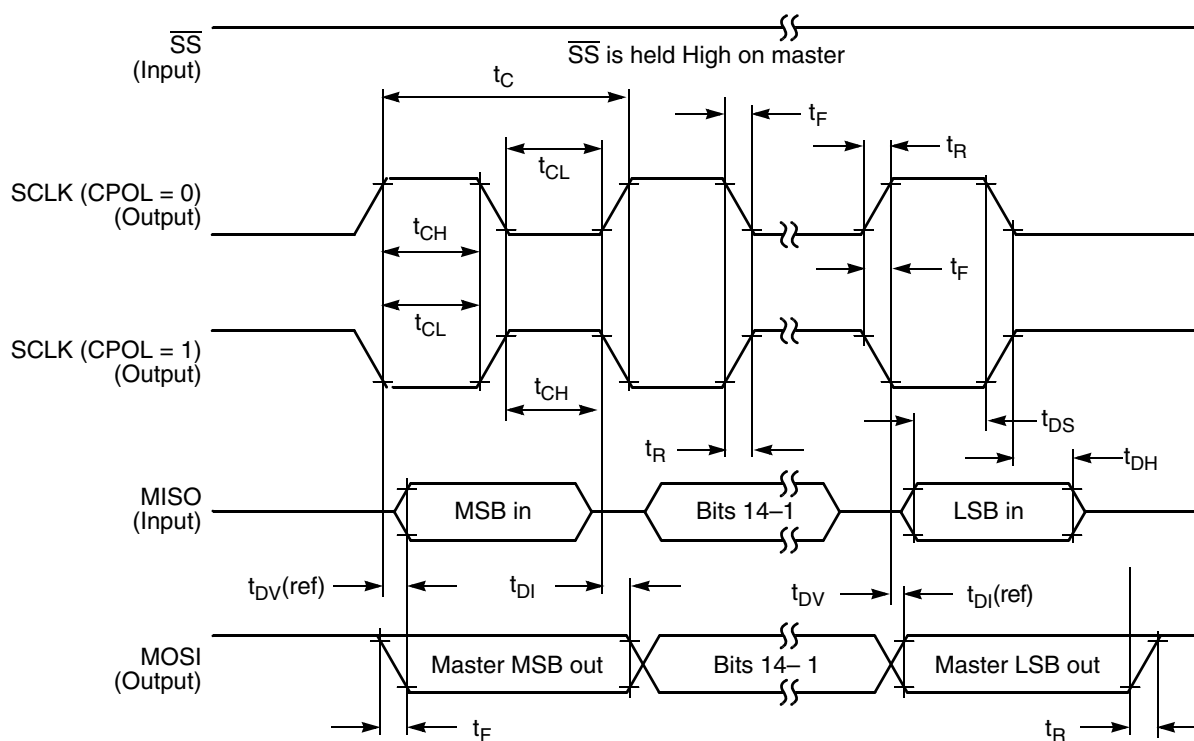 SS
(Input)
SS is held High on master
tC
tF
tR
tCL
SCLK (CPOL = 0)
(Output)
tCH
tF
tCL
SCLK (CPOL = 1)
(Output)
tCH
tDS
tR
tDH
MISO
(Input)
MSB in
Bits 14–1
LSB in
tDV(ref)
tDI
tDV
tDI(ref)
MOSI
(Output)
Master MSB out
Bits 14– 1
Master LSB out
tF
tR